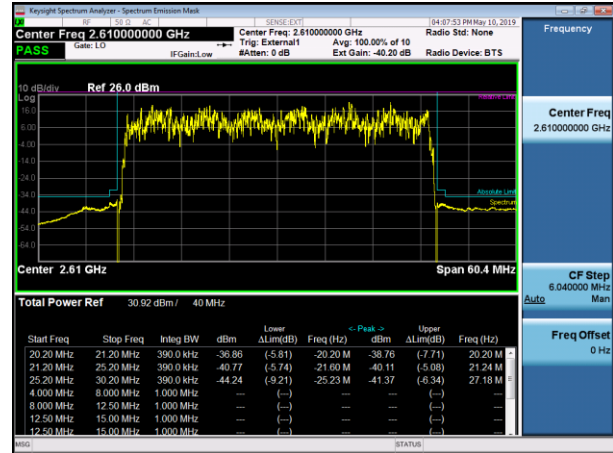 Keysight Spectrum Analyzer - Spectrum Emission Mask
RF 50 Ω AC SENSE:EXT 04:07:53 PM May 10, 2019
Center Freq 2.610000000 GHz Center Freq: 2.610000000 GHz Radio Std: None
Gate: LO Trig: External1 Avg: 100.00% of 10
PASS IFGain:Low #Atten: 0 dB Ext Gain: -40.20 dB Radio Device: BTS
Frequency
10 dB/div Ref 26.0 dBm
Log
Relative Limit
16.0
6.00
-4.00
-14.0
-24.0
-34.0
Absolute Limit
Spectrum
-54.0
-64.0
Center 2.61 GHz Span 60.4 MHz
Center Freq
2.610000000 GHz
CF Step
6.040000 MHz
Auto Man
Freq Offset
0 Hz
Total Power Ref 30.92 dBm / 40 MHz
Lower <- Peak -> Upper
Start Freq Stop Freq Integ BW dBm ΔLim(dB) Freq (Hz) dBm ΔLim(dB) Freq (Hz)
20.20 MHz 21.20 MHz 390.0 kHz -36.86 (-5.81) -20.20 M -38.76 (-7.71) 20.20 M
21.20 MHz 25.20 MHz 390.0 kHz -40.77 (-5.74) -21.60 M -40.11 (-5.08) 21.24 M
25.20 MHz 30.20 MHz 390.0 kHz -44.24 (-9.21) -25.23 M -41.37 (-6.34) 27.18 M
4.000 MHz 8.000 MHz 1.000 MHz --- (---) --- --- (---) ---
8.000 MHz 12.50 MHz 1.000 MHz --- (---) --- --- (---) ---
12.50 MHz 15.00 MHz 1.000 MHz --- (---) --- --- (---) ---
12.50 MHz 15.00 MHz 1.000 MHz --- (---) --- --- (---) ---
MSG STATUS